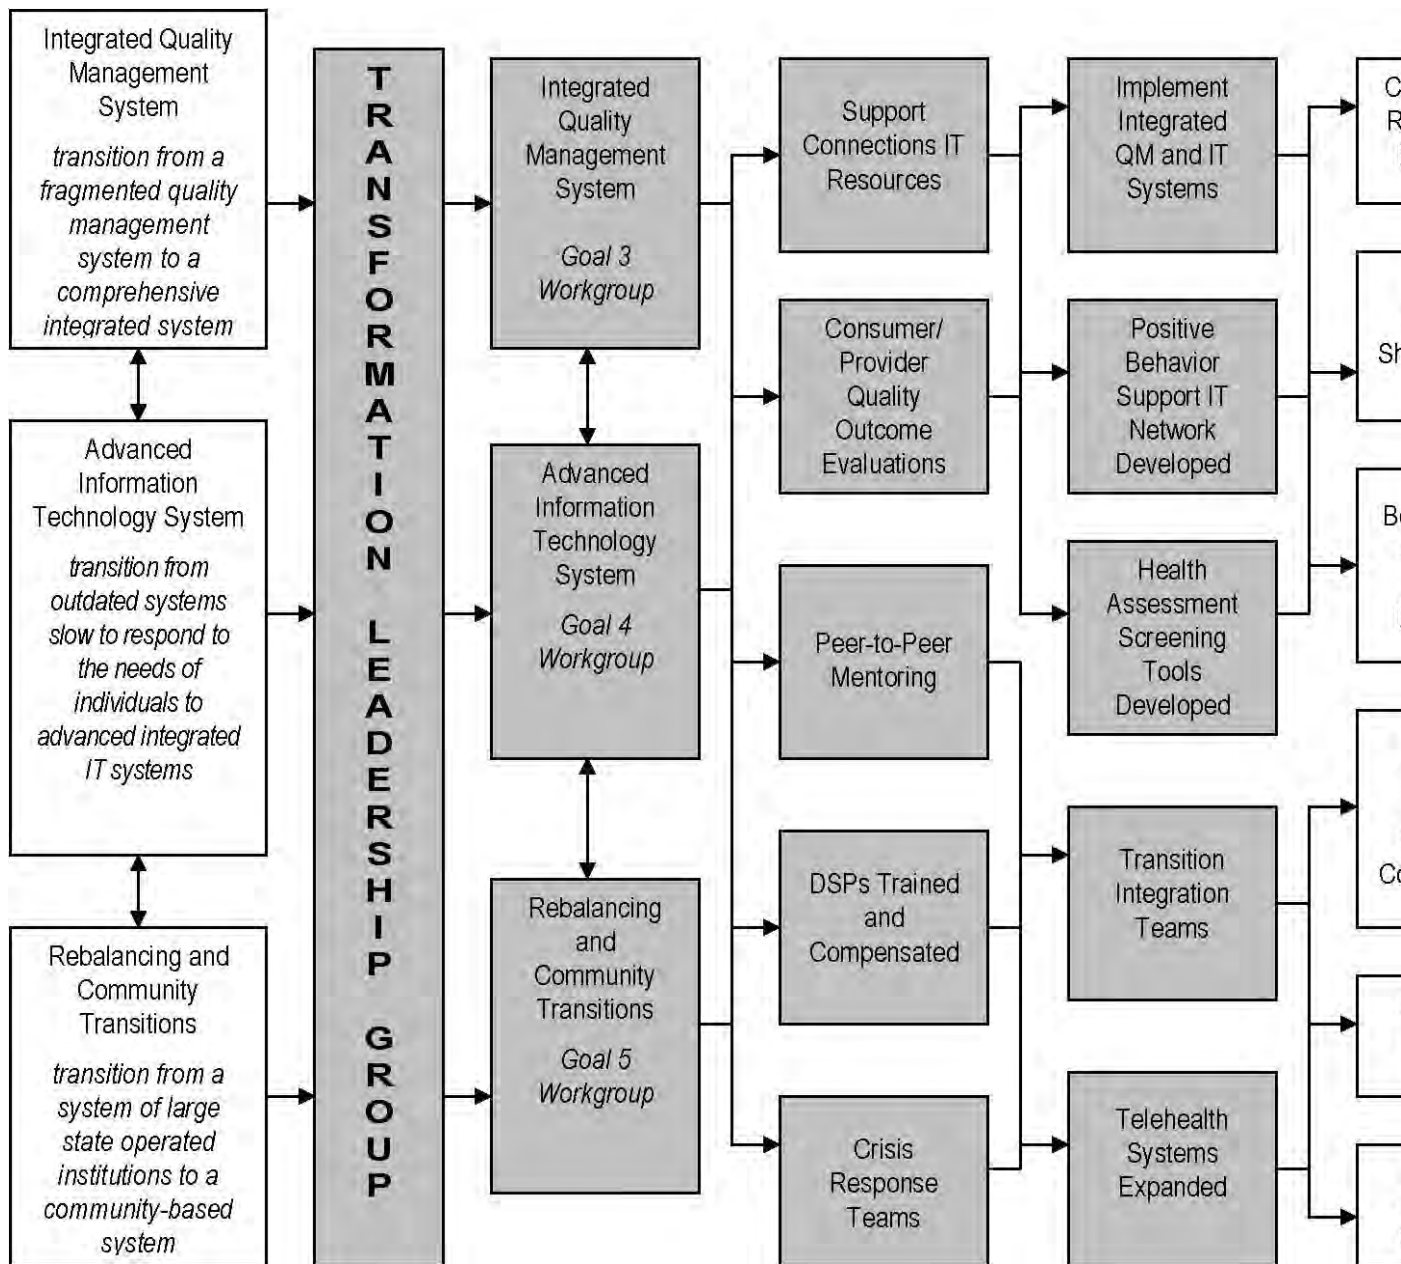 Integrated Quality
Management
System
transition from a
fragmented quality
management
system to a
comprehensive
integrated system
Advanced
Information
Technology System
transition from
outdated systems
slow to respond to
the needs of
individuals to
advanced integrated
IT systems
Rebalancing and
Community
Transitions
transition from a
system of large
state operated
institutions to a
community-based
system
TRANSFORMATION LEADERSHIP GROUP
Integrated
Quality
Management
System
Goal 3
Workgroup
Advanced
Information
Technology
System
Goal 4
Workgroup
Rebalancing
and
Community
Transitions
Goal 5
Workgroup
Support
Connections IT
Resources
Consumer/
Provider
Quality
Outcome
Evaluations
Peer-to-Peer
Mentoring
DSPs Trained
and
Compensated
Crisis
Response
Teams
Implement
Integrated
QM and IT
Systems
Positive
Behavior
Support IT
Network
Developed
Health
Assessment
Screening
Tools
Developed
Transition
Integration
Teams
Telehealth
Systems
Expanded